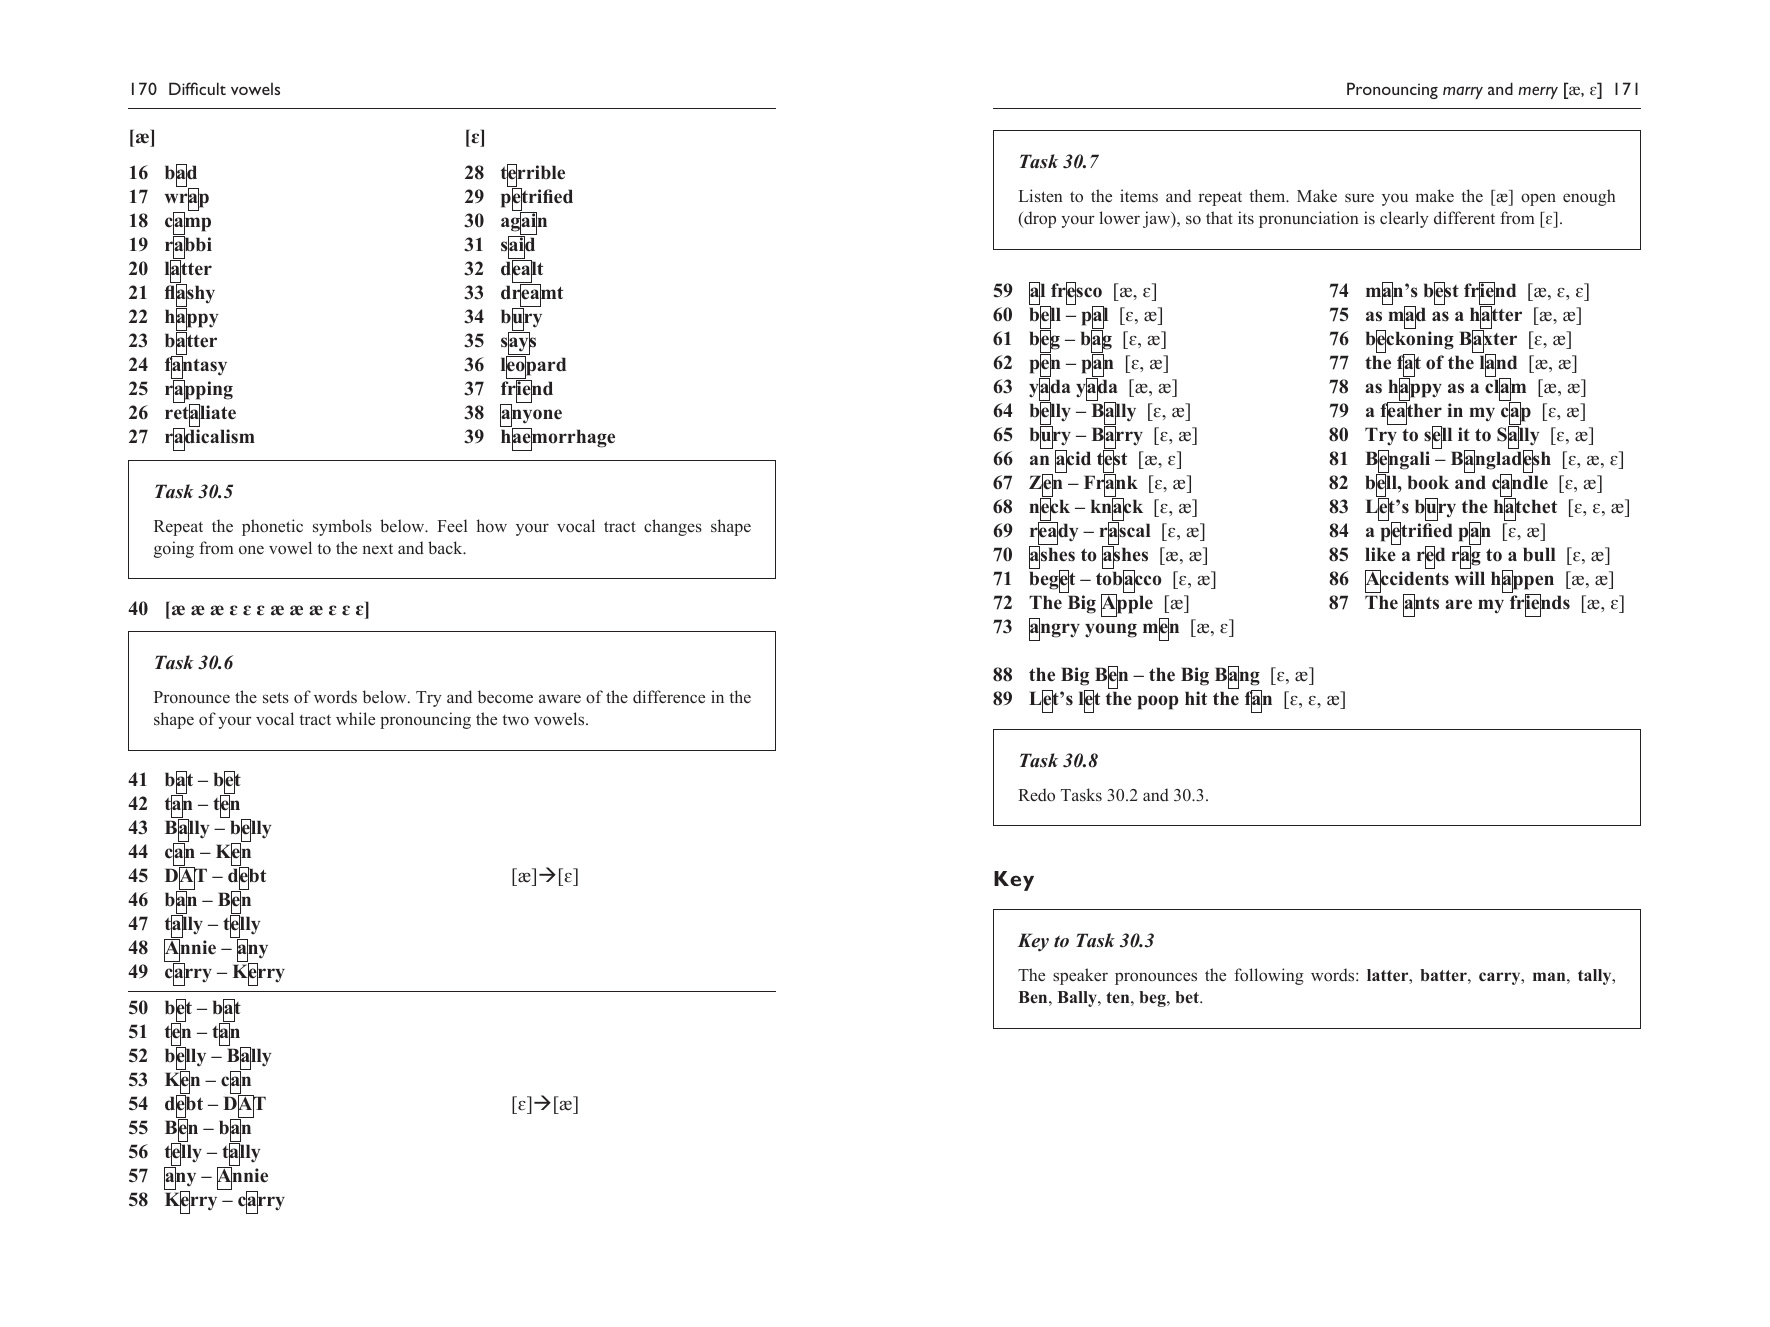 170 Difficult vowels
[æ]
16 bad
17 wrap
18 camp
19 rabbi
20 latter
21 flashy
22 happy
23 batter
24 fantasy
25 rapping
26 retaliate
27 radicalism
[ε]
28 terrible
29 petrified
30 again
31 said
32 dealt
33 dreamt
34 bury
35 says
36 leopard
37 friend
38 anyone
39 haemorrhage
Task 30.5
Repeat the phonetic symbols below. Feel how your vocal tract changes shape
going from one vowel to the next and back.
40 [æ æ æ ε ε ε æ æ æ ε ε ε]
Task 30.6
Pronounce the sets of words below. Try and become aware of the difference in the
shape of your vocal tract while pronouncing the two vowels.
41 bat – bet
42 tan – ten
43 Bally – belly
44 can – Ken
45 DAT – debt [æ]→[ε]
46 ban – Ben
47 tally – telly
48 Annie – any
49 carry – Kerry
50 bet – bat
51 ten – tan
52 belly – Bally
53 Ken – can
54 debt – DAT [ε]→[æ]
55 Ben – ban
56 telly – tally
57 any – Annie
58 Kerry – carry
Pronouncing marry and merry [æ, ε] 171
Task 30.7
Listen to the items and repeat them. Make sure you make the [æ] open enough
(drop your lower jaw), so that its pronunciation is clearly different from [ε].
59 al fresco [æ, ε]
60 bell – pal [ε, æ]
61 beg – bag [ε, æ]
62 pen – pan [ε, æ]
63 yada yada [æ, æ]
64 belly – Bally [ε, æ]
65 bury – Barry [ε, æ]
66 an acid test [æ, ε]
67 Zen – Frank [ε, æ]
68 neck – knack [ε, æ]
69 ready – rascal [ε, æ]
70 ashes to ashes [æ, æ]
71 beget – tobacco [ε, æ]
72 The Big Apple [æ]
73 angry young men [æ, ε]
74 man's best friend [æ, ε, ε]
75 as mad as a hatter [æ, æ]
76 beckoning Baxter [ε, æ]
77 the fat of the land [æ, æ]
78 as happy as a clam [æ, æ]
79 a feather in my cap [ε, æ]
80 Try to sell it to Sally [ε, æ]
81 Bengali – Bangladesh [ε, æ, ε]
82 bell, book and candle [ε, æ]
83 Let's bury the hatchet [ε, ε, æ]
84 a petrified pan [ε, æ]
85 like a red rag to a bull [ε, æ]
86 Accidents will happen [æ, æ]
87 The ants are my friends [æ, ε]
88 the Big Ben – the Big Bang [ε, æ]
89 Let's let the poop hit the fan [ε, ε, æ]
Task 30.8
Redo Tasks 30.2 and 30.3.
Key
Key to Task 30.3
The speaker pronounces the following words: latter, batter, carry, man, tally,
Ben, Bally, ten, beg, bet.